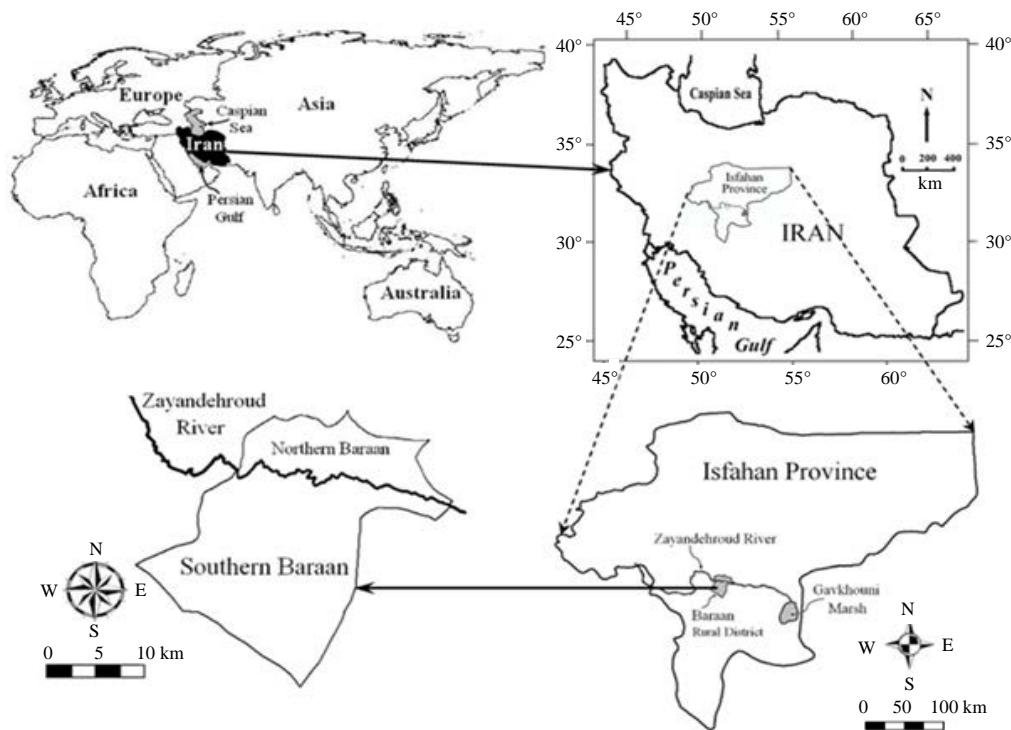 Europe
Asia
Caspian
Sea
Iran
Africa
Persian
Gulf
Australia
45° 50° 55° 60° 65°
40° 40°
Caspian Sea
N
35° 35°
0 200 400
km
Isfahan
Province
IRAN
30° 30°
Persian
Gulf
25° 25°
45° 50° 55° 60°
Zayandehroud
River
Northern Baraan
Southern Baraan
N
W E
S
0 5 10 km
Isfahan Province
Zayandehroud River
Baraan
Rural District
Gavkhouni
Marsh
N
W E
S
0 50 100 km